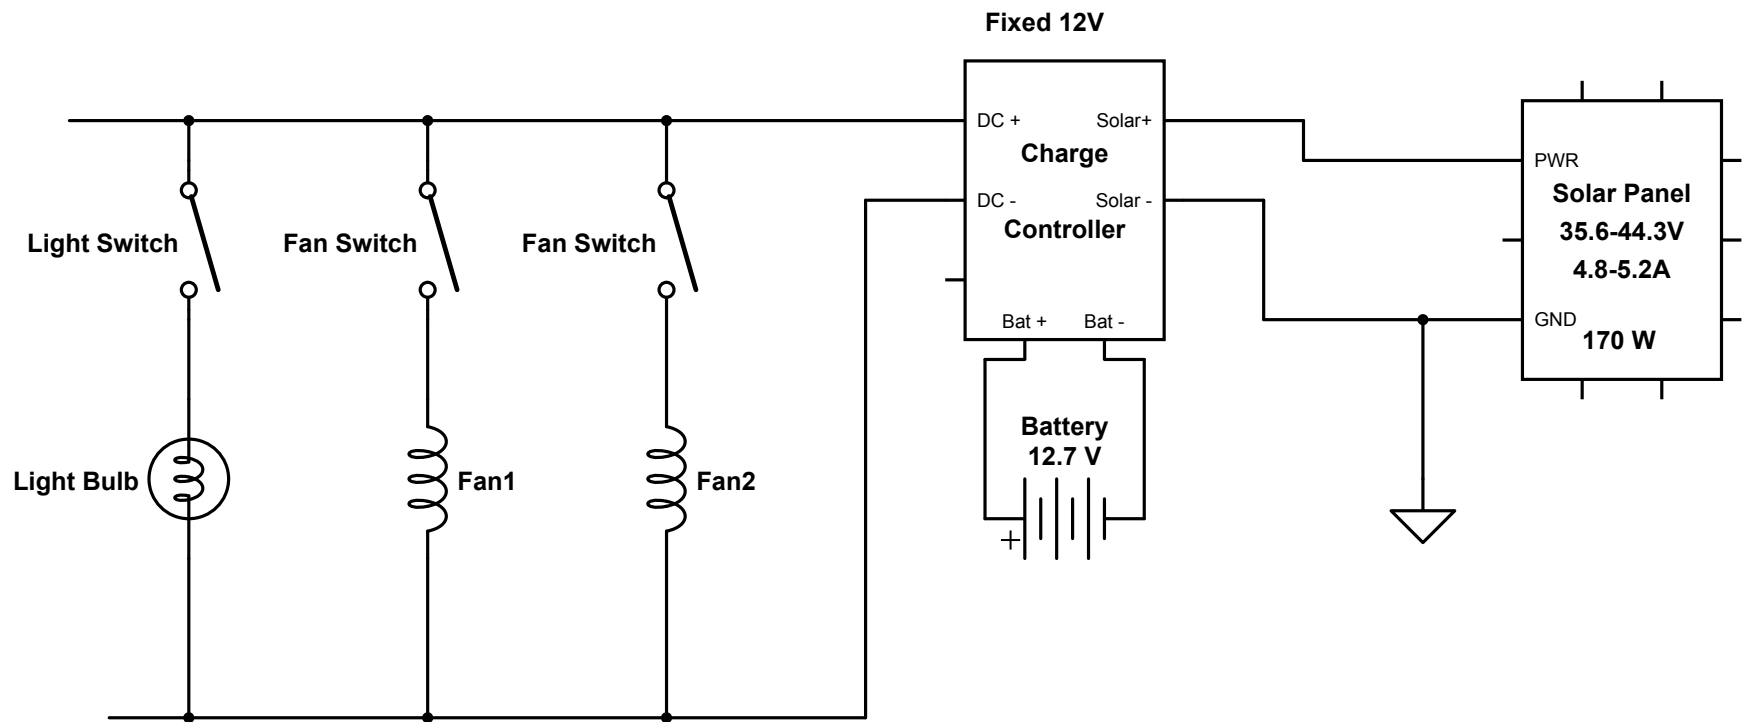 Fixed 12V
DC +
Solar+
Charge
DC -
Solar -
Controller
Bat +
Bat -
PWR
Solar Panel
35.6-44.3V
4.8-5.2A
GND
170 W
Light Switch
Fan Switch
Fan Switch
Battery
12.7 V
+
Light Bulb
Fan1
Fan2